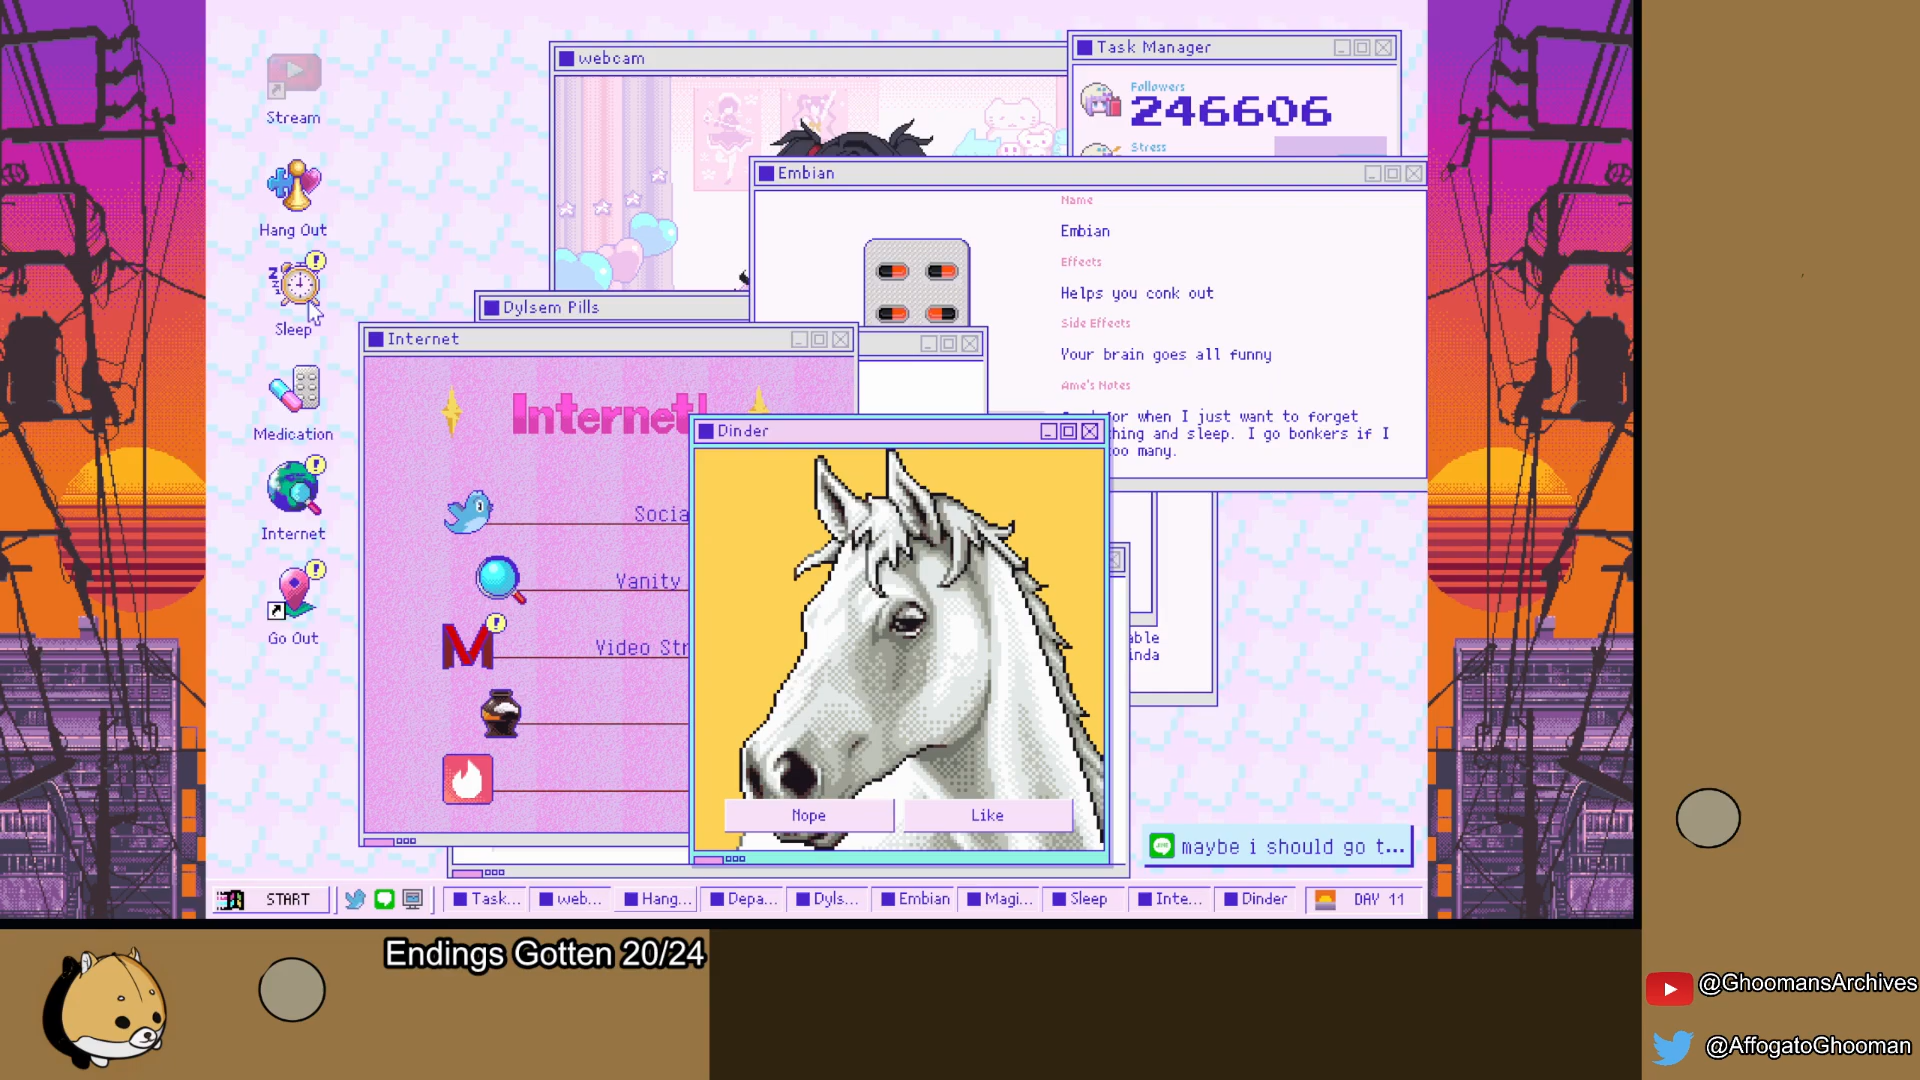 Stream
Hang Out
Sleep
Medication
Internet
Go Out
webcam
Task Manager
Followers
246606
Stress
Embian
Name
Embian
Effects
Helps you conk out
Side Effects
Your brain goes all funny
Ame's Notes
or when I just want to forget
hing and sleep. I go bonkers if I
oo many.
Dylsem Pills
Internet
Internet!
Socia
Vanity
Video Str
M
Dinder
Nope
Like
able
inda
maybe i should go t...
START
Task...
web...
Hang...
Depa...
Dyls...
Embian
Magi...
Sleep
Inte...
Dinder
DAY 11
Endings Gotten 20/24
@GhoomansArchives
@AffogatoGhooman